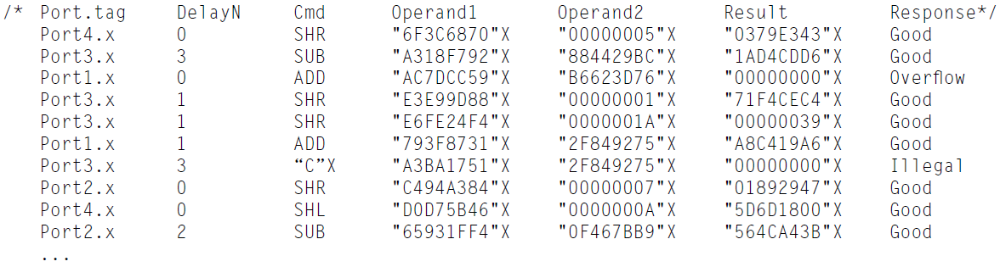 /* Port.tag DelayN Cmd Operand1 Operand2 Result Response*/
Port4.x 0 SHR "6F3C6870"X "00000005"X "0379E343"X Good
Port3.x 3 SUB "A318F792"X "884429BC"X "1AD4CDD6"X Good
Port1.x 0 ADD "AC7DCC59"X "B6623D76"X "00000000"X Overflow
Port3.x 1 SHR "E3E99D88"X "00000001"X "71F4CEC4"X Good
Port3.x 1 SHR "E6FE24F4"X "0000001A"X "00000039"X Good
Port1.x 1 ADD "793F8731"X "2F849275"X "A8C419A6"X Good
Port3.x 3 “C”X "A3BA1751"X "2F849275"X "00000000"X Illegal
Port2.x 0 SHR "C494A384"X "00000007"X "01892947"X Good
Port4.x 0 SHL "D0D75B46"X "0000000A"X "5D6D1800"X Good
Port2.x 2 SUB "65931FF4"X "0F467BB9"X "564CA43B"X Good
...